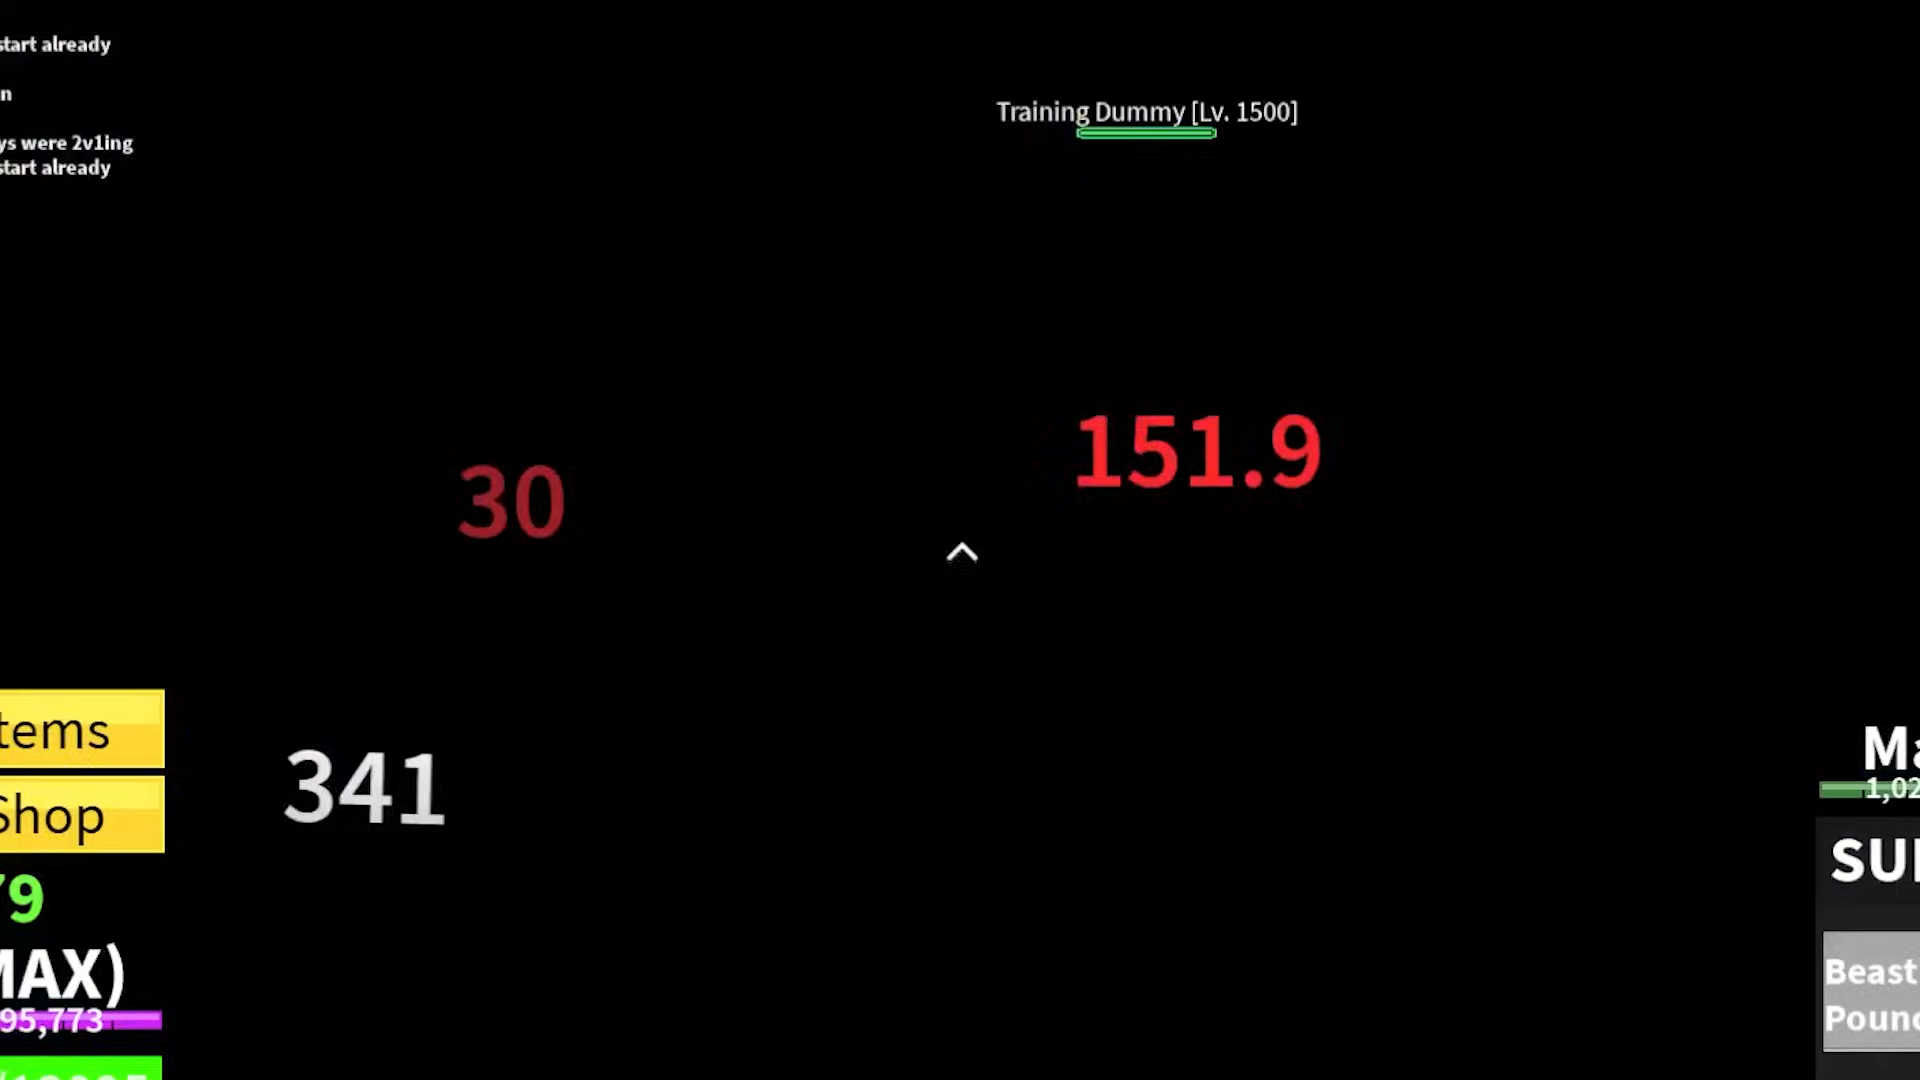 start already
n
ys were 2v1ing
start already
Training Dummy [Lv. 1500]
151.9
30
341
tems
Shop
79
MAX)
95,773
Ma
1,02
SU
Beast
Pounc